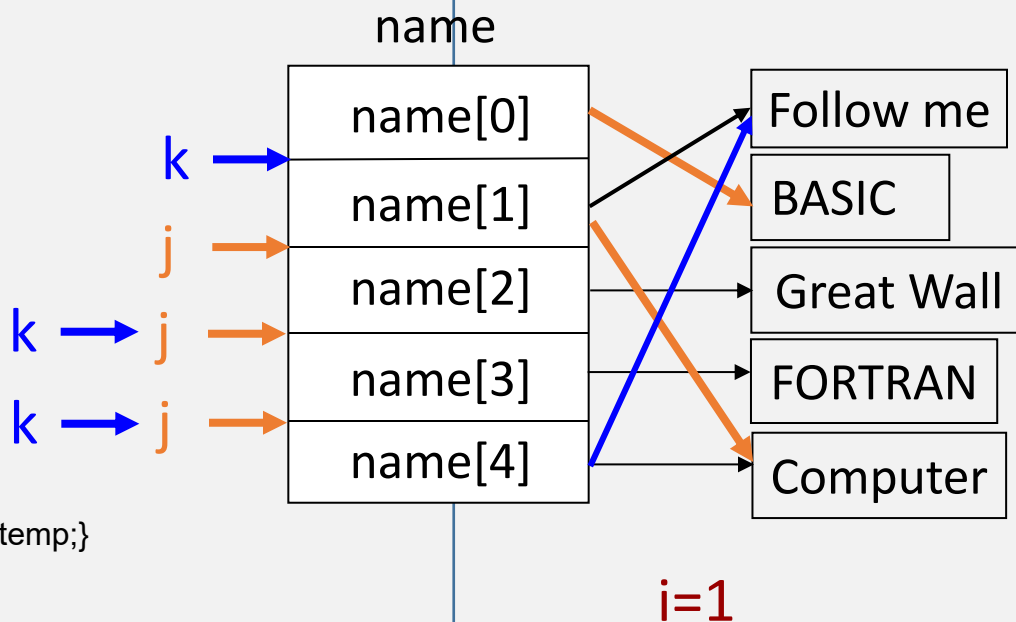 name
name[0]
Follow me
k
name[1]
BASIC
j
name[2]
Great Wall
k
j
name[3]
FORTRAN
k
j
name[4]
Computer
temp;}
i=1